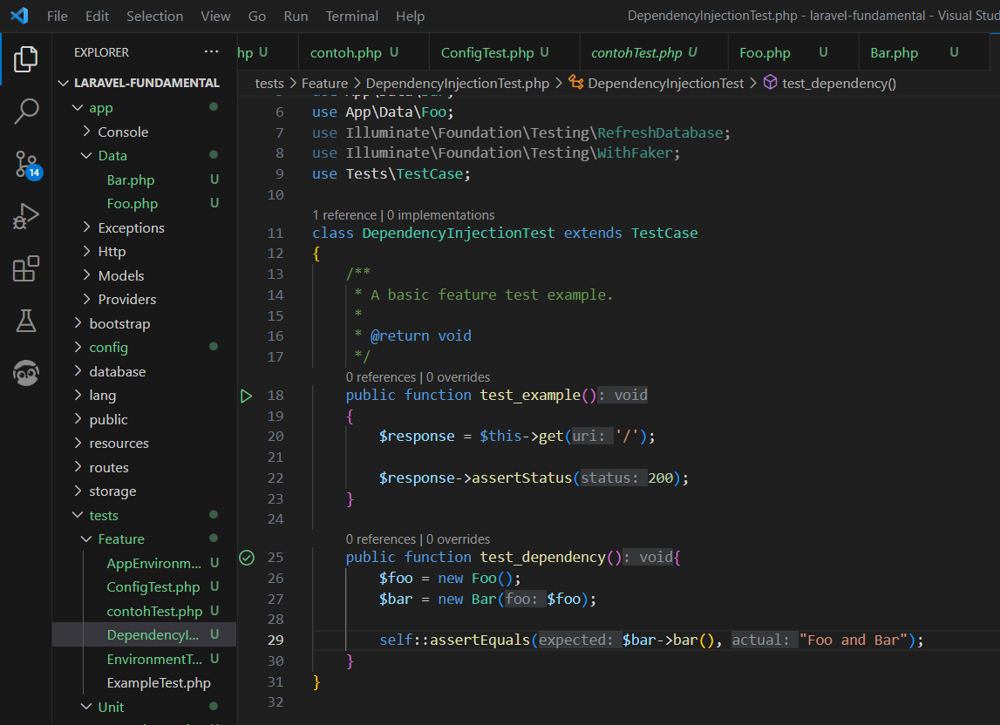 File Edit Selection View Go Run Terminal Help DependencyInjectionTest.php - laravel-fundamental - Visual Stud
EXPLORER ...
hp U contoh.php U ConfigTest.php U contohTest.php U Foo.php U Bar.php U
LARAVEL-FUNDAMENTAL
tests > Feature > DependencyInjectionTest.php > DependencyInjectionTest > test_dependency()
app
Console
Data
Bar.php U
Foo.php U
Exceptions
Http
Models
Providers
bootstrap
config
database
lang
public
resources
routes
storage
tests
Feature
AppEnvironm... U
ConfigTest.php U
contohTest.php U
DependencyI... U
EnvironmentT... U
ExampleTest.php
Unit
14
6 use App\Data\Foo;
7 use Illuminate\Foundation\Testing\RefreshDatabase;
8 use Illuminate\Foundation\Testing\WithFaker;
9 use Tests\TestCase;
10
1 reference | 0 implementations
11 class DependencyInjectionTest extends TestCase
12 {
13 /**
14 * A basic feature test example.
15 *
16 * @return void
17 */
0 references | 0 overrides
18 public function test_example(): void
19 {
20 $response = $this->get(uri: '/');
21
22 $response->assertStatus(status: 200);
23 }
24
0 references | 0 overrides
25 public function test_dependency(): void{
26 $foo = new Foo();
27 $bar = new Bar(foo: $foo);
28
29 self::assertEquals(expected: $bar->bar(), actual: "Foo and Bar");
30 }
31 }
32